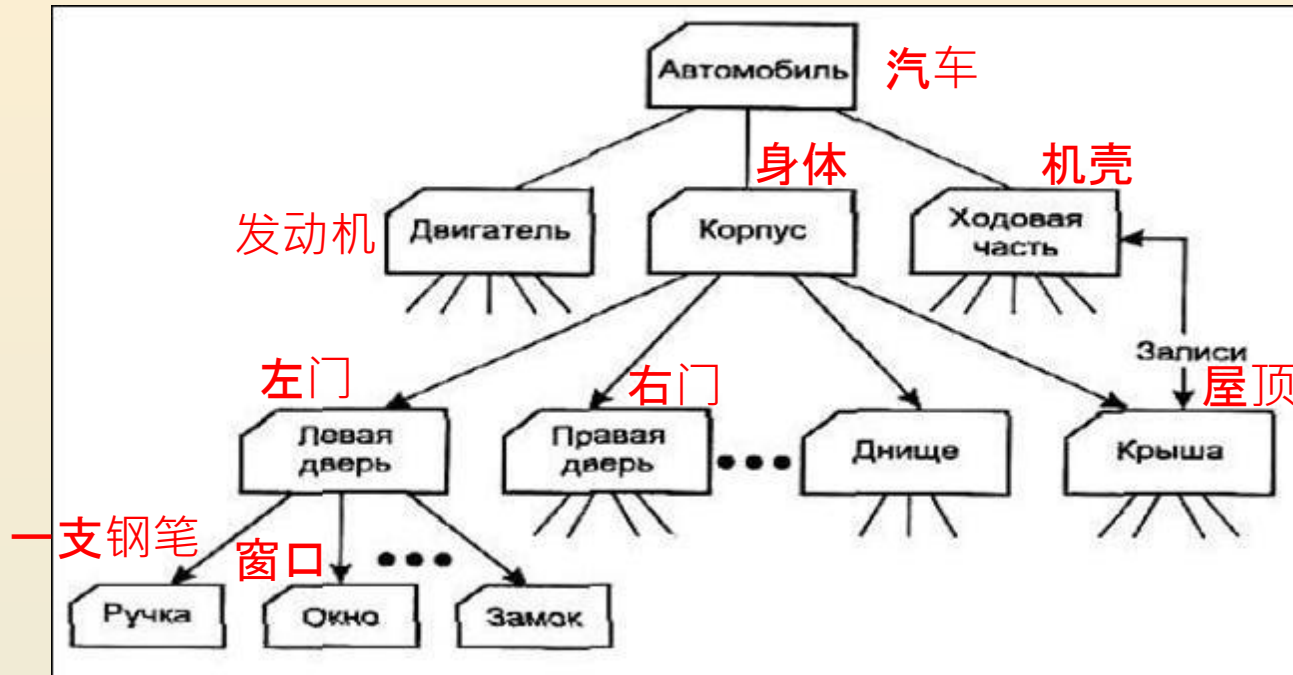 Автомобиль 汽车
身体 机壳
发动机 Двигатель Корпус Ходовая
часть
Записи
左门 右门 屋顶
Левая
дверь
Правая
дверь
Днище
Крыша
一支钢笔 窗口
Ручка Окно Замок